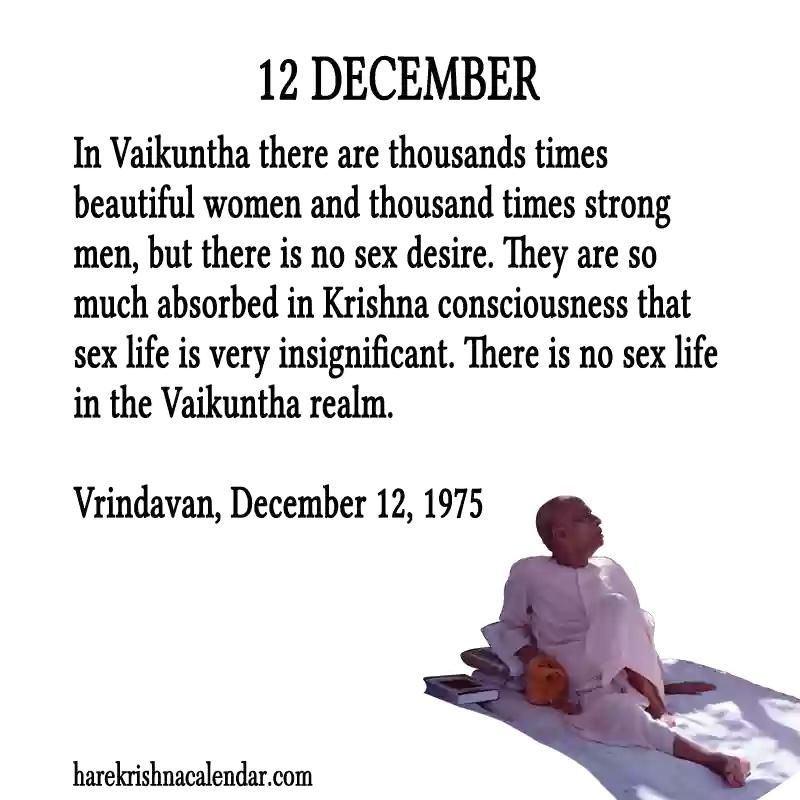 12 DECEMBER
In Vaikuntha there are thousands times
beautiful women and thousand times strong
men, but there is no sex desire. They are so
much absorbed in Krishna consciousness that
sex life is very insignificant. There is no sex life
in the Vaikuntha realm.
Vrindavan, December 12, 1975
harekrishnacalendar.com